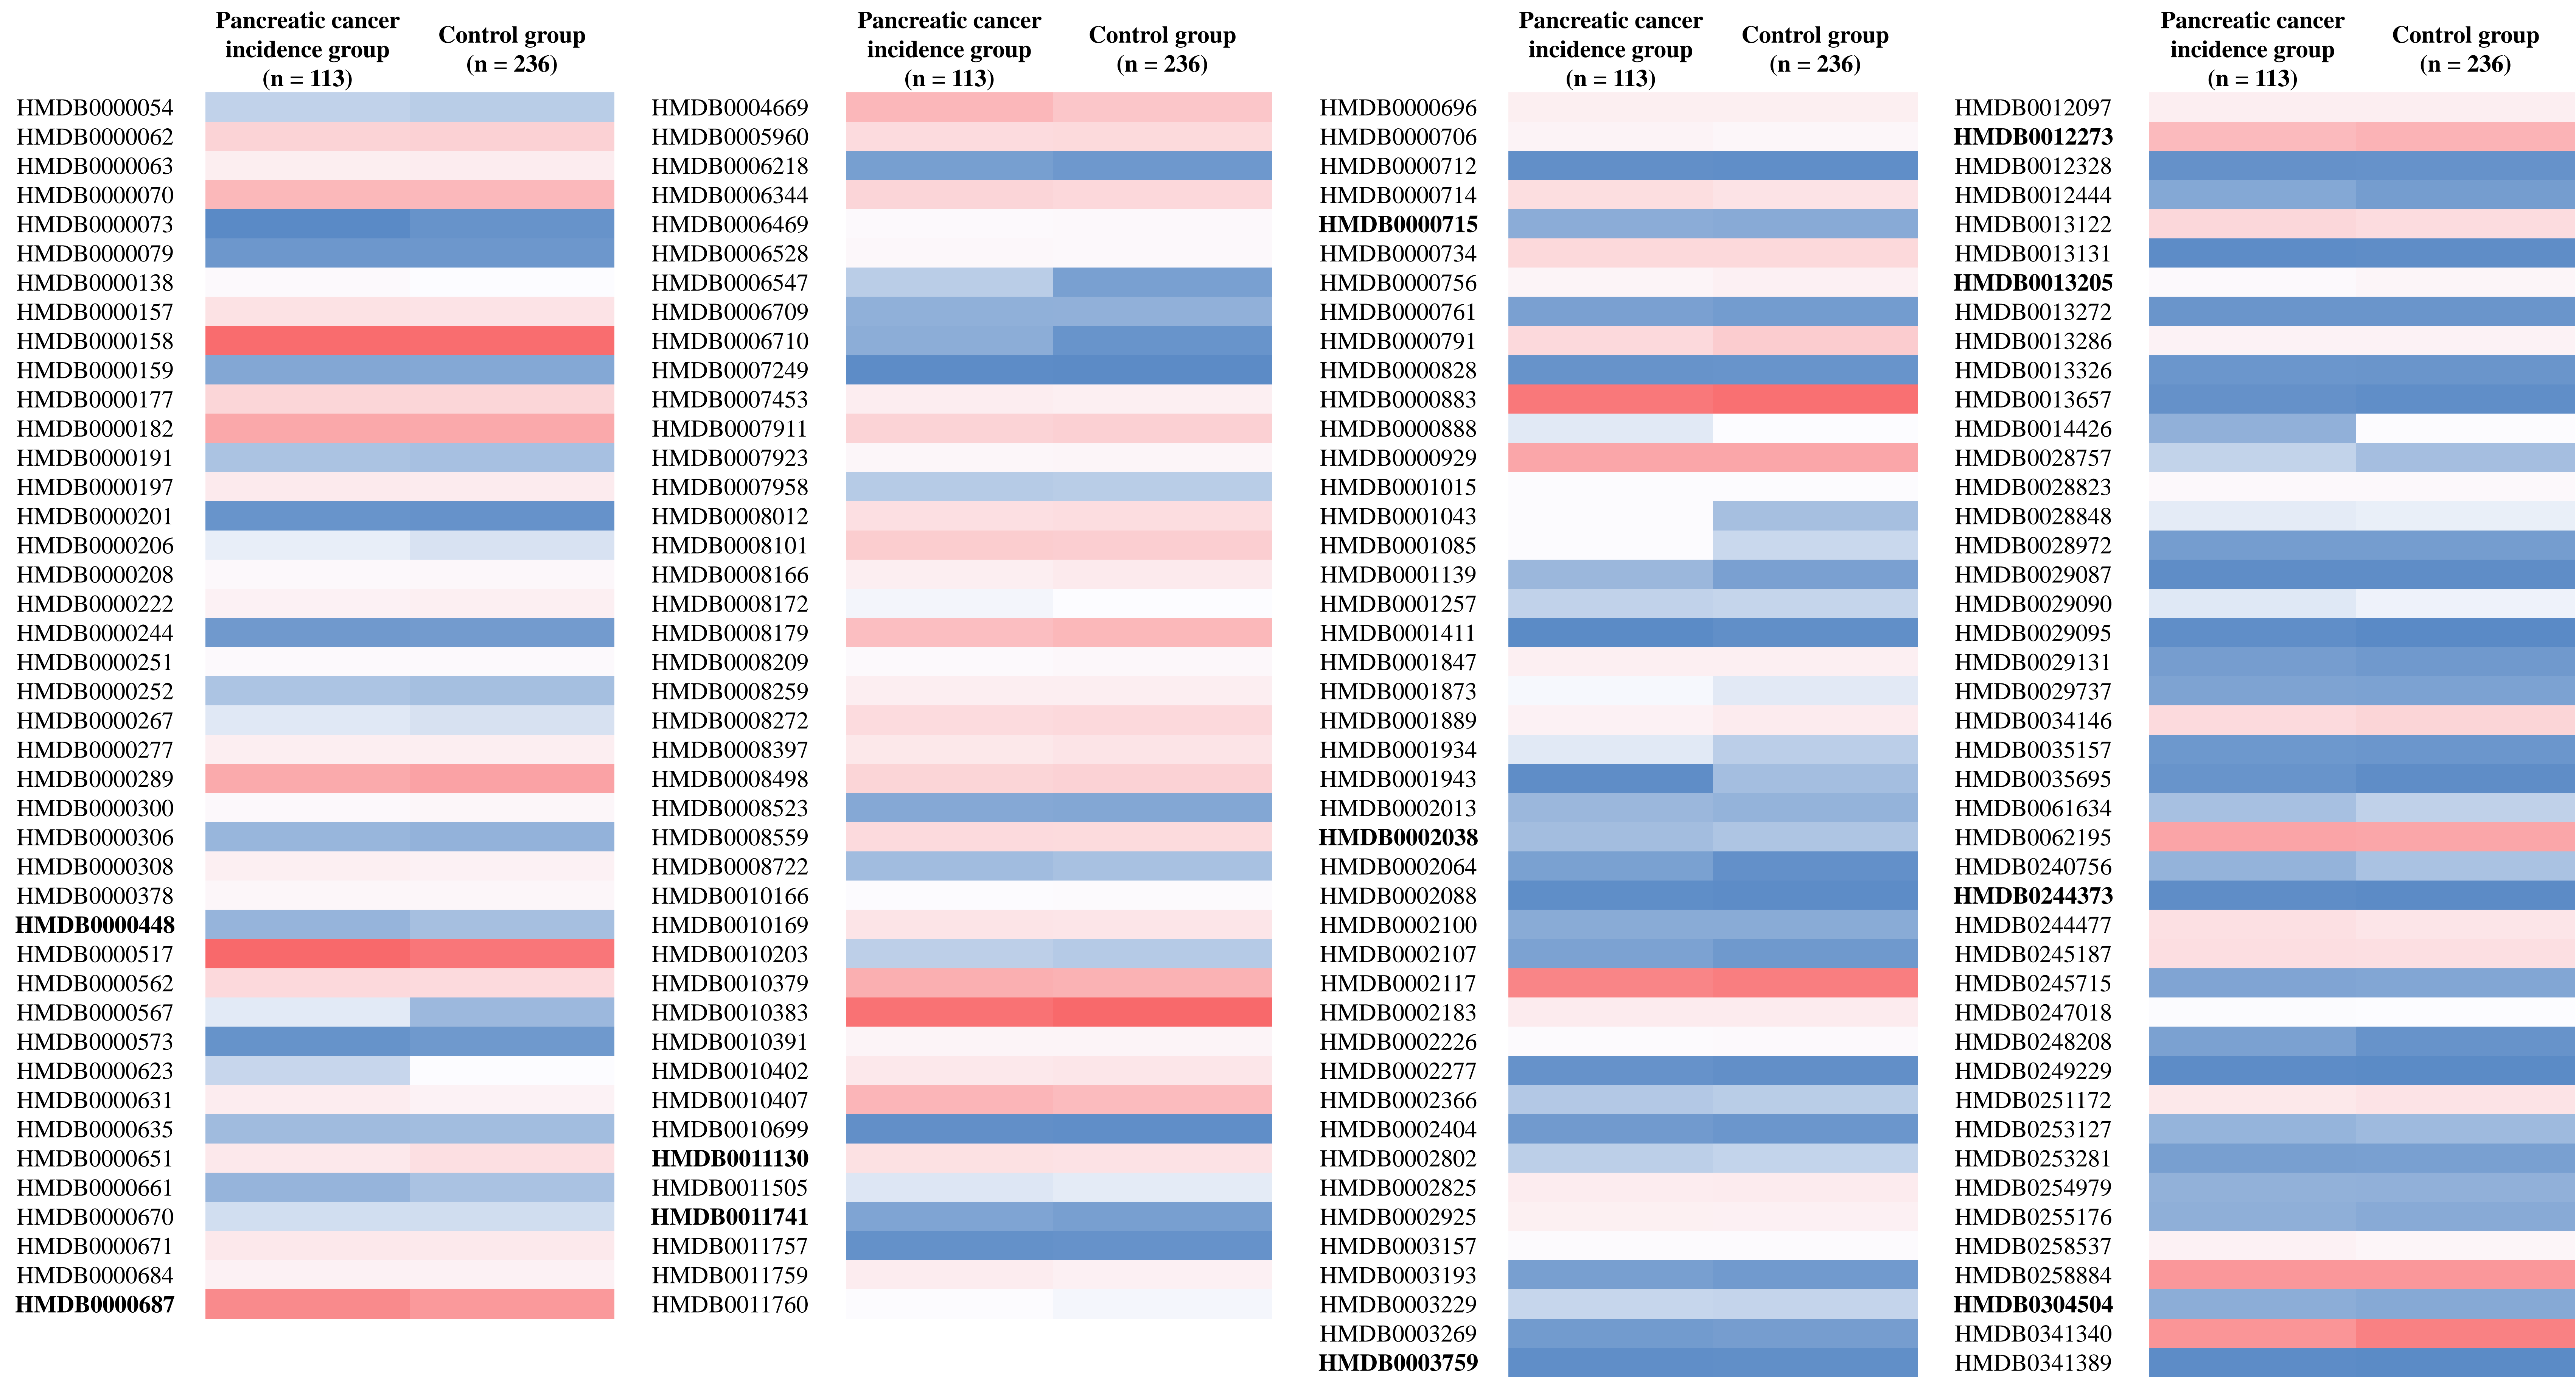 Pancreatic cancer
incidence group
(n = 113)
Control group
(n = 236)
HMDB0000054
HMDB0000062
HMDB0000063
HMDB0000070
HMDB0000073
HMDB0000079
HMDB0000138
HMDB0000157
HMDB0000158
HMDB0000159
HMDB0000177
HMDB0000182
HMDB0000191
HMDB0000197
HMDB0000201
HMDB0000206
HMDB0000208
HMDB0000222
HMDB0000244
HMDB0000251
HMDB0000252
HMDB0000267
HMDB0000277
HMDB0000289
HMDB0000300
HMDB0000306
HMDB0000308
HMDB0000378
HMDB0000448
HMDB0000517
HMDB0000562
HMDB0000567
HMDB0000573
HMDB0000623
HMDB0000631
HMDB0000635
HMDB0000651
HMDB0000661
HMDB0000670
HMDB0000671
HMDB0000684
HMDB0000687
Pancreatic cancer
incidence group
(n = 113)
Control group
(n = 236)
HMDB0004669
HMDB0005960
HMDB0006218
HMDB0006344
HMDB0006469
HMDB0006528
HMDB0006547
HMDB0006709
HMDB0006710
HMDB0007249
HMDB0007453
HMDB0007911
HMDB0007923
HMDB0007958
HMDB0008012
HMDB0008101
HMDB0008166
HMDB0008172
HMDB0008179
HMDB0008209
HMDB0008259
HMDB0008272
HMDB0008397
HMDB0008498
HMDB0008523
HMDB0008559
HMDB0008722
HMDB0010166
HMDB0010169
HMDB0010203
HMDB0010379
HMDB0010383
HMDB0010391
HMDB0010402
HMDB0010407
HMDB0010699
HMDB0011130
HMDB0011505
HMDB0011741
HMDB0011757
HMDB0011759
HMDB0011760
Pancreatic cancer
incidence group
(n = 113)
Control group
(n = 236)
HMDB0000696
HMDB0000706
HMDB0000712
HMDB0000714
HMDB0000715
HMDB0000734
HMDB0000756
HMDB0000761
HMDB0000791
HMDB0000828
HMDB0000883
HMDB0000888
HMDB0000929
HMDB0001015
HMDB0001043
HMDB0001085
HMDB0001139
HMDB0001257
HMDB0001411
HMDB0001847
HMDB0001873
HMDB0001889
HMDB0001934
HMDB0001943
HMDB0002013
HMDB0002038
HMDB0002064
HMDB0002088
HMDB0002100
HMDB0002107
HMDB0002117
HMDB0002183
HMDB0002226
HMDB0002277
HMDB0002366
HMDB0002404
HMDB0002802
HMDB0002825
HMDB0002925
HMDB0003157
HMDB0003193
HMDB0003229
HMDB0003269
HMDB0003759
Pancreatic cancer
incidence group
(n = 113)
Control group
(n = 236)
HMDB0012097
HMDB0012273
HMDB0012328
HMDB0012444
HMDB0013122
HMDB0013131
HMDB0013205
HMDB0013272
HMDB0013286
HMDB0013326
HMDB0013657
HMDB0014426
HMDB0028757
HMDB0028823
HMDB0028848
HMDB0028972
HMDB0029087
HMDB0029090
HMDB0029095
HMDB0029131
HMDB0029737
HMDB0034146
HMDB0035157
HMDB0035695
HMDB0061634
HMDB0062195
HMDB0240756
HMDB0244373
HMDB0244477
HMDB0245187
HMDB0245715
HMDB0247018
HMDB0248208
HMDB0249229
HMDB0251172
HMDB0253127
HMDB0253281
HMDB0254979
HMDB0255176
HMDB0258537
HMDB0258884
HMDB0304504
HMDB0341340
HMDB0341389